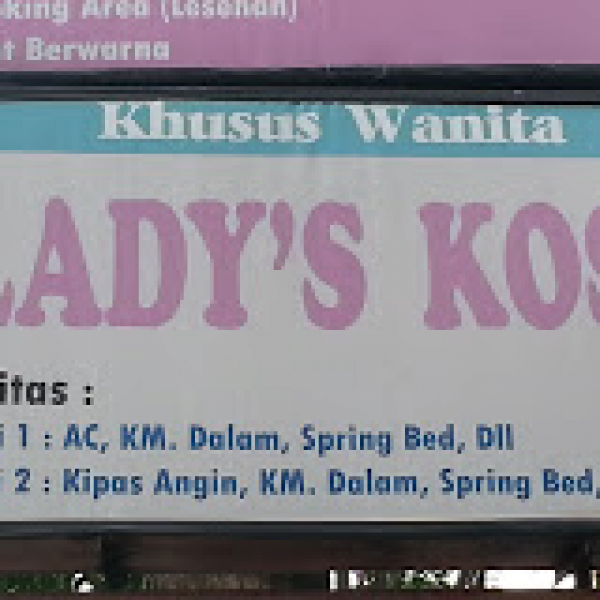 king Area (Lesehan)
t Berwarna
Khusus Wanita
LADY'S KOS
itas :
i 1 : AC, KM. Dalam, Spring Bed, Dll
i 2 : Kipas Angin, KM. Dalam, Spring Bed,